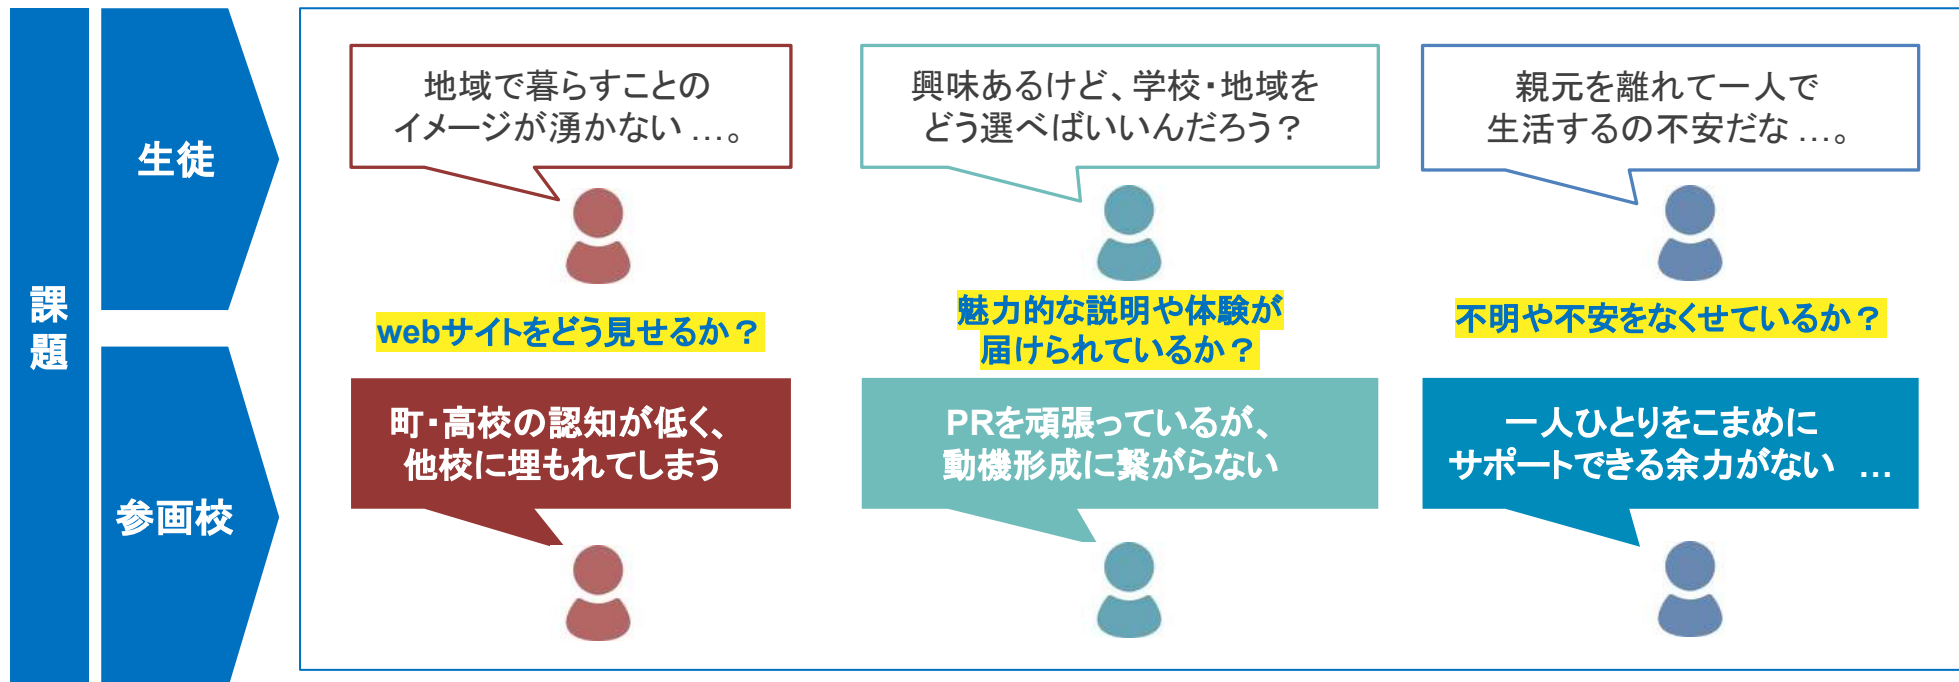 課題
生徒
地域で暮らすことの
イメージが湧かない…。
興味あるけど、学校・地域を
どう選べばいいんだろう？
親元を離れて一人で
生活するの不安だな…。
webサイトをどう見せるか？
魅力的な説明や体験が
届けられているか？
不明や不安をなくせているか？
参画校
町・高校の認知が低く、
他校に埋もれてしまう
PRを頑張っているが、
動機形成に繋がらない
一人ひとりをこまめに
サポートできる余力がない …